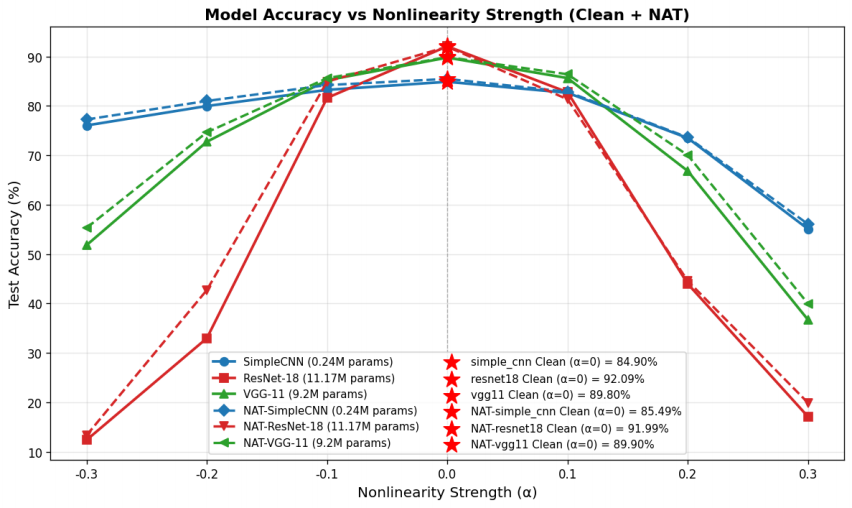 Model Accuracy vs Nonlinearity Strength (Clean + NAT)
Test Accuracy (%)
90
80
70
60
50
40
30
20
10
SimpleCNN (0.24M params)
ResNet-18 (11.17M params)
VGG-11 (9.2M params)
NAT-SimpleCNN (0.24M params)
NAT-ResNet-18 (11.17M params)
NAT-VGG-11 (9.2M params)
simple_cnn Clean (α=0) = 84.90%
resnet18 Clean (α=0) = 92.09%
vgg11 Clean (α=0) = 89.80%
NAT-simple_cnn Clean (α=0) = 85.49%
NAT-resnet18 Clean (α=0) = 91.99%
NAT-vgg11 Clean (α=0) = 89.90%
-0.3 -0.2 -0.1 0.0 0.1 0.2 0.3
Nonlinearity Strength (α)